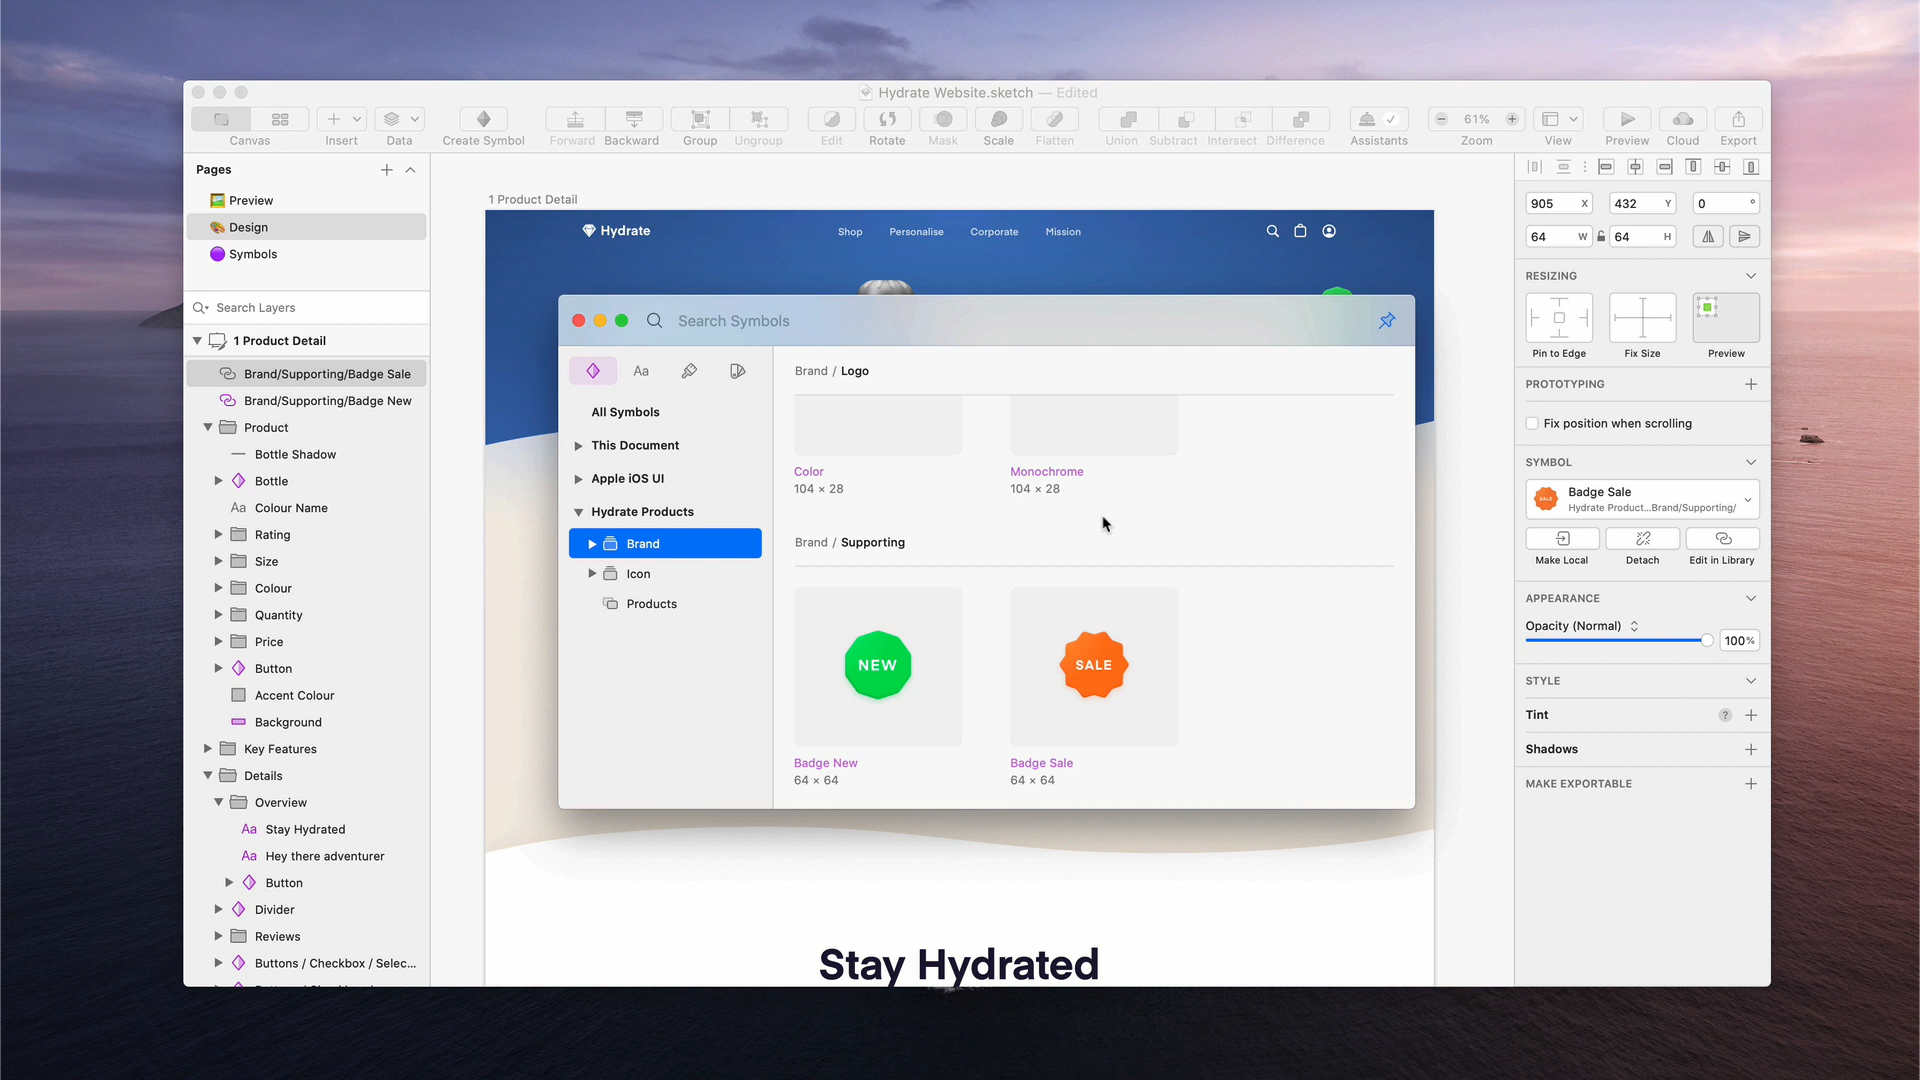 Hydrate Website.sketch — Edited
Canvas
Insert
Data
Create Symbol
Forward
Backward
Group
Ungroup
Edit
Rotate
Mask
Scale
Flatten
Union
Subtract
Intersect
Difference
Assistants
61%
Zoom
View
Preview
Cloud
Export
Pages
Preview
Design
Symbols
Search Layers
1 Product Detail
Brand/Supporting/Badge Sale
Brand/Supporting/Badge New
Product
Bottle Shadow
Bottle
Aa Colour Name
Rating
Size
Colour
Quantity
Price
Button
Accent Colour
Background
Key Features
Details
Overview
Aa Stay Hydrated
Aa Hey there adventurer
Button
Divider
Reviews
Buttons / Checkbox / Selec...
1 Product Detail
Hydrate
Shop
Personalise
Corporate
Mission
Search Symbols
Aa
All Symbols
This Document
Apple iOS UI
Hydrate Products
Brand
Icon
Products
Brand / Logo
Color
104 × 28
Monochrome
104 × 28
Brand / Supporting
NEW
SALE
Badge New
64 × 64
Badge Sale
64 × 64
Stay Hydrated
905 X
432 Y
0 °
64 W
64 H
RESIZING
Pin to Edge
Fix Size
Preview
PROTOTYPING
Fix position when scrolling
SYMBOL
SALE
Badge Sale
Hydrate Product...Brand/Supporting/
Make Local
Detach
Edit in Library
APPEARANCE
Opacity (Normal)
100%
STYLE
Tint
?
Shadows
MAKE EXPORTABLE